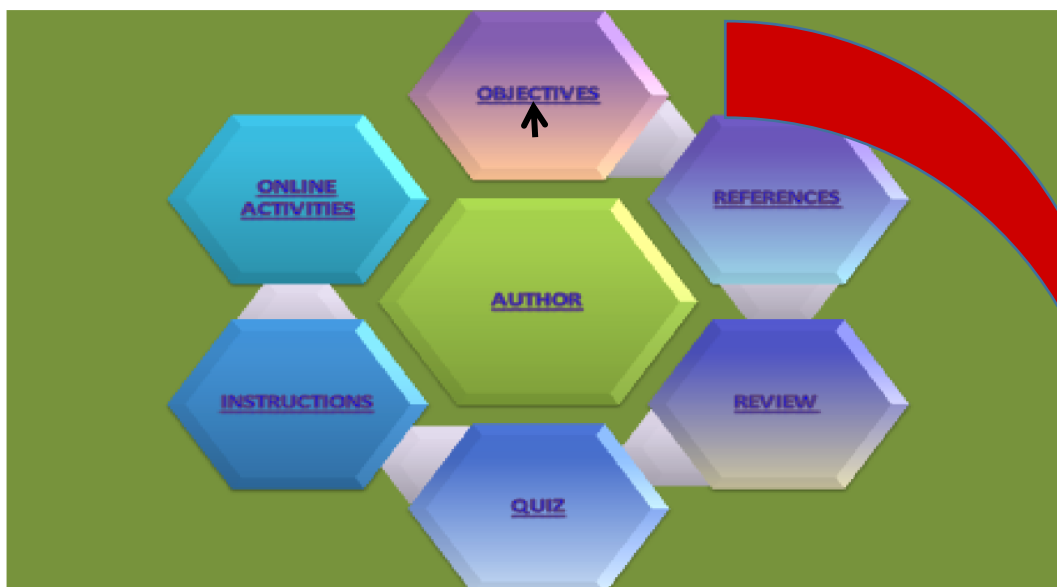 OBJECTIVES
ONLINE
ACTIVITIES
REFERENCES
AUTHOR
INSTRUCTIONS
REVIEW
QUIZ